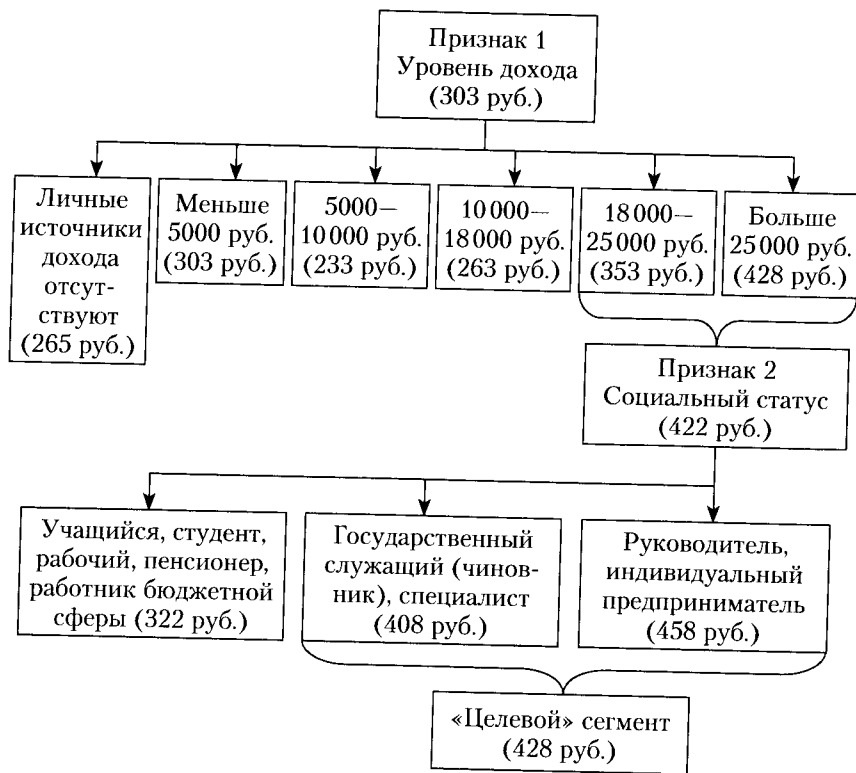 Признак 1
Уровень дохода
(303 руб.)
Личные
источники
дохода
отсут-
ствуют
(265 руб.)
Меньше
5000 руб.
(303 руб.)
5000—
10 000 руб.
(233 руб.)
10 000—
18 000 руб.
(263 руб.)
18 000—
25 000 руб.
(353 руб.)
Больше
25 000 руб.
(428 руб.)
Признак 2
Социальный статус
(422 руб.)
Учащийся, студент,
рабочий, пенсионер,
работник бюджетной
сферы (322 руб.)
Государственный
служащий (чинов-
ник), специалист
(408 руб.)
Руководитель,
индивидуальный
предприниматель
(458 руб.)
«Целевой» сегмент
(428 руб.)